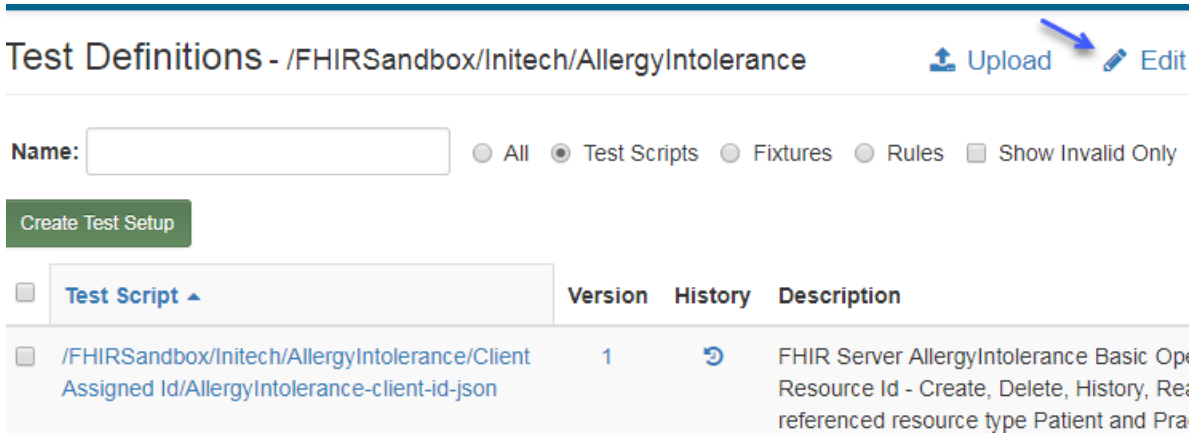 Test Definitions - /FHIRSandbox/Initech/AllergyIntolerance Upload Edit
Name: All Test Scripts Fixtures Rules Show Invalid Only
Create Test Setup
Test Script Version History Description
/FHIRSandbox/Initech/AllergyIntolerance/Client 1 FHIR Server AllergyIntolerance Basic Ope
Assigned Id/AllergyIntolerance-client-id-json Resource Id - Create, Delete, History, Rea
referenced resource type Patient and Prac